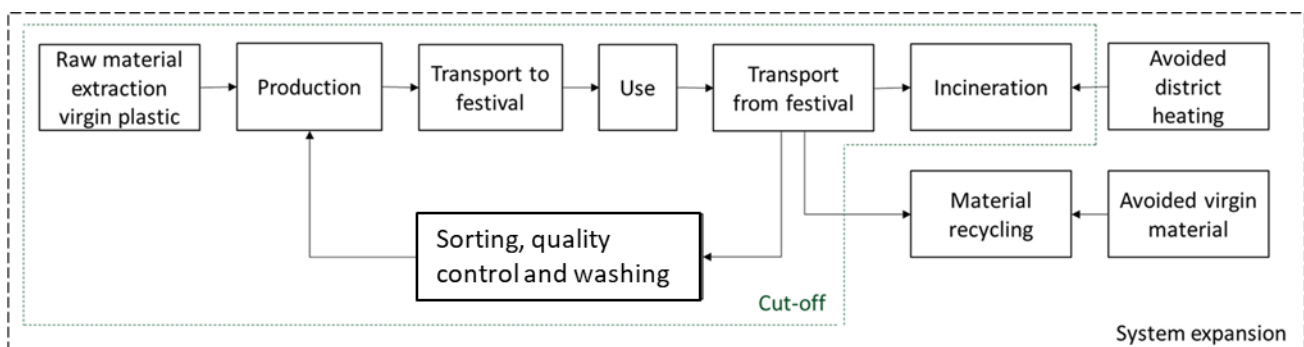 Raw material
extraction
virgin plastic
Production
Transport to
festival
Use
Transport
from festival
Incineration
Avoided
district
heating
Material
recycling
Avoided virgin
material
Sorting, quality
control and washing
Cut-off
System expansion